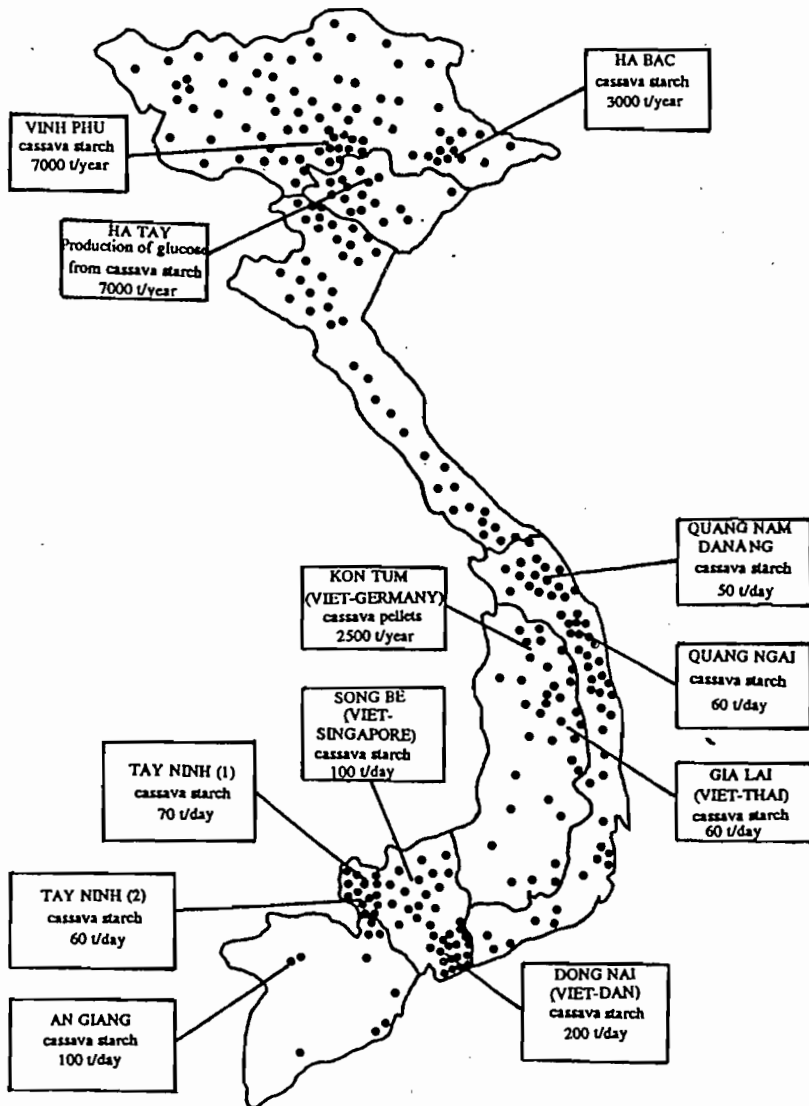 HA BAC
cassava starch
3000 t/year
VINH PHU
cassava starch
7000 t/year
HA TAY
Production of glucose
from cassava starch
7000 t/year
QUANG NAM
DANANG
cassava starch
50 t/day
KON TUM
(VIET-GERMANY)
cassava pellets
2500 t/year
QUANG NGAI
cassava starch
60 t/day
SONG BE
(VIET-
SINGAPORE)
cassava starch
100 t/day
TAY NINH (1)
cassava starch
70 t/day
GIA LAI
(VIET-THAI)
cassava starch
60 t/day
TAY NINH (2)
cassava starch
60 t/day
DONG NAI
(VIET-DAN)
cassava starch
200 t/day
AN GIANG
cassava starch
100 t/day